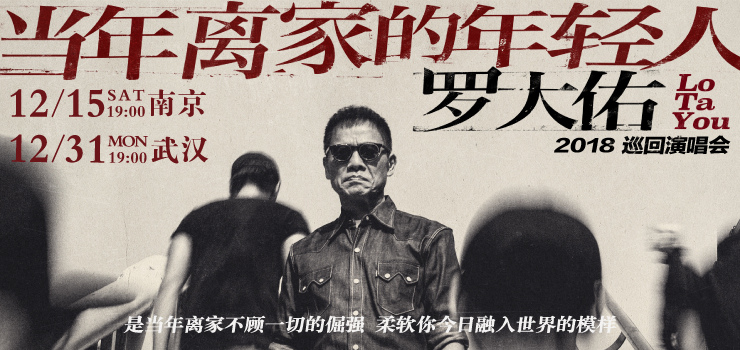 当年离家的年轻人
罗大佑 Lo Ta You
2018 巡回演唱会
12/15 SAT 19:00 南京
12/31 MON 19:00 武汉
是当年离家不顾一切的倔强 柔软你今日融入世界的模样